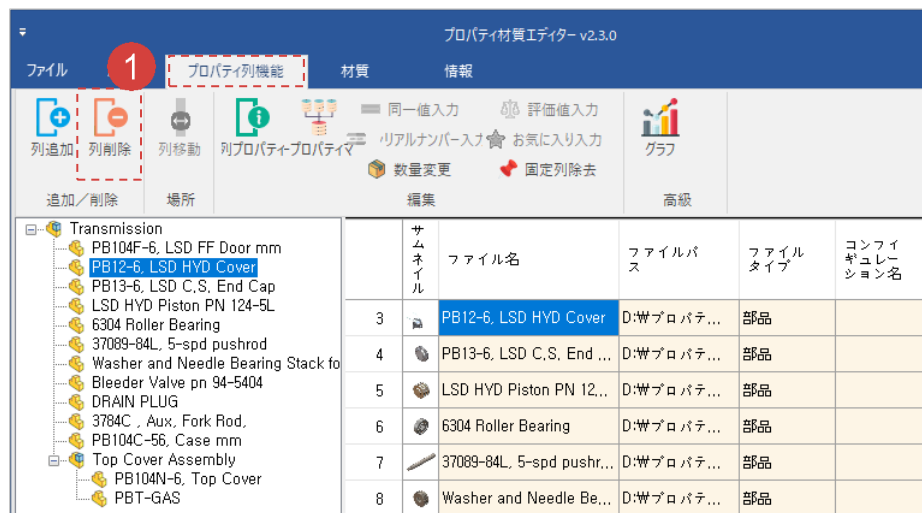 プロパティ材質エディター v2.3.0
ファイル
1
プロパティ列機能
材質
情報
列追加
列削除
列移動
列プロパティ-プロパティマ
同一値入力
リアルナンバー入力
数量変更
評価値入力
お気に入り入力
固定列除去
グラフ
追加／削除
場所
編集
高級
Transmission
PB104F-6, LSD FF Door mm
PB12-6, LSD HYD Cover
PB13-6, LSD C,S, End Cap
LSD HYD Piston PN 124-5L
6304 Roller Bearing
37089-84L, 5-spd pushrod
Washer and Needle Bearing Stack fo
Bleeder Valve pn 94-5404
DRAIN PLUG
3784C , Aux, Fork Rod,
PB104C-56, Case mm
Top Cover Assembly
PB104N-6, Top Cover
PBT-GAS
サムネイル
ファイル名
ファイルパス
ファイルタイプ
コンフィギュレーション名
3 PB12-6, LSD HYD Cover D:₩プロパテ... 部品
4 PB13-6, LSD C,S, End ... D:₩プロパテ... 部品
5 LSD HYD Piston PN 12... D:₩プロパテ... 部品
6 6304 Roller Bearing D:₩プロパテ... 部品
7 37089-84L, 5-spd pushr... D:₩プロパテ... 部品
8 Washer and Needle Be... D:₩プロパテ... 部品